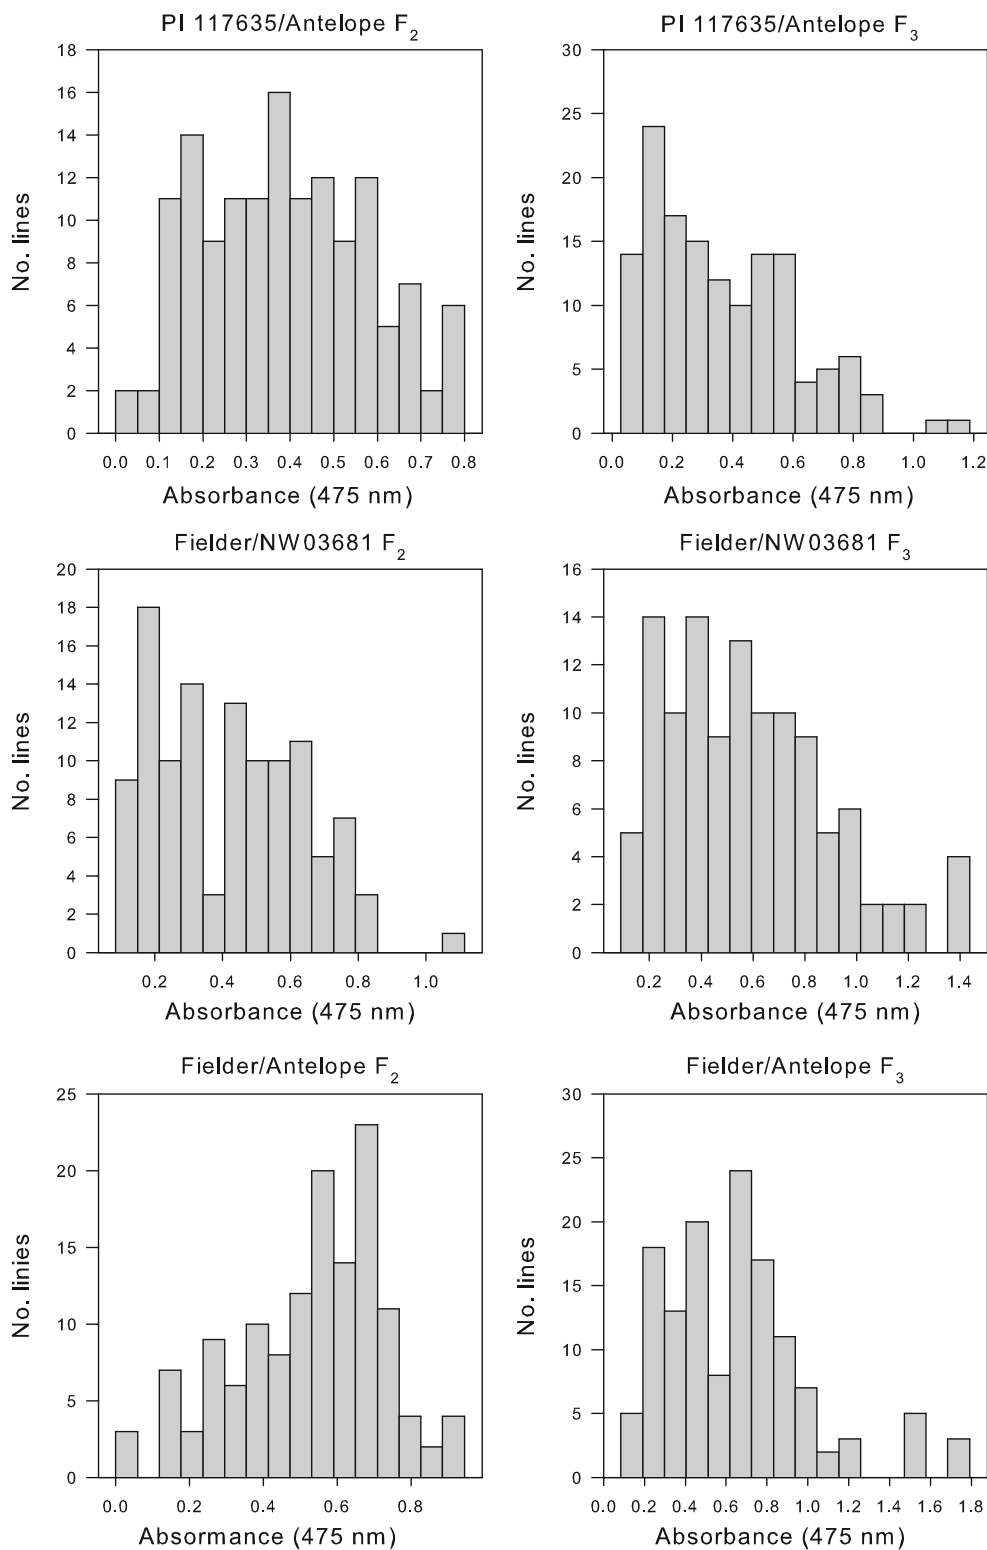 PI 117635/Antelope F2
18
16
14
12
10
8
6
4
2
0
No. lines
0.0 0.1 0.2 0.3 0.4 0.5 0.6 0.7 0.8
Absorbance (475 nm)
PI 117635/Antelope F3
30
25
20
15
10
5
0
No. lines
0.0 0.2 0.4 0.6 0.8 1.0 1.2
Absorbance (475 nm)
Fielder/NW03681 F2
20
18
16
14
12
10
8
6
4
2
0
No. lines
0.2 0.4 0.6 0.8 1.0
Absorbance (475 nm)
Fielder/NW03681 F3
16
14
12
10
8
6
4
2
0
No. lines
0.2 0.4 0.6 0.8 1.0 1.2 1.4
Absorbance (475 nm)
Fielder/Antelope F2
25
20
15
10
5
0
No. linies
0.0 0.2 0.4 0.6 0.8
Absormance (475 nm)
Fielder/Antelope F3
30
25
20
15
10
5
0
No. lines
0.0 0.2 0.4 0.6 0.8 1.0 1.2 1.4 1.6 1.8
Absorbance (475 nm)